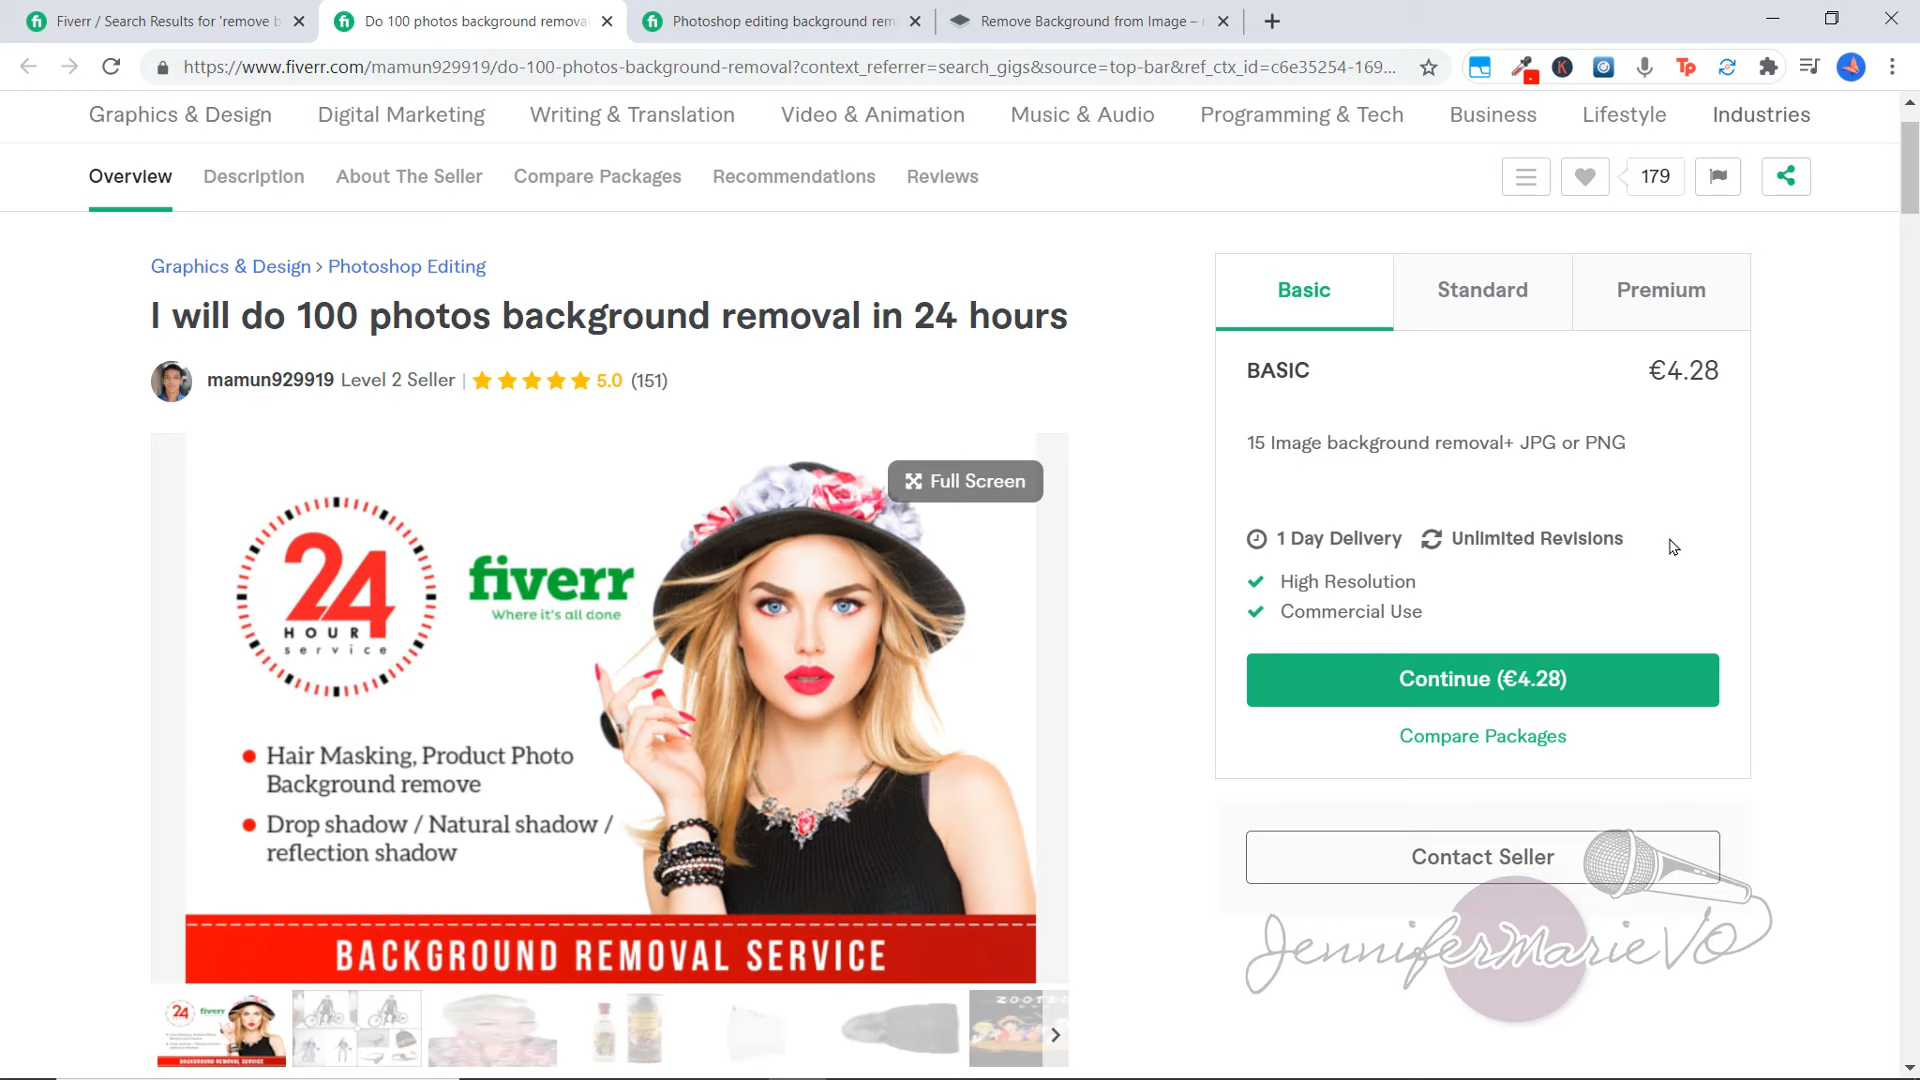 Fiverr / Search Results for 'remove b
Do 100 photos background removal
Photoshop editing background rem
Remove Background from Image –
https://www.fiverr.com/mamun929919/do-100-photos-background-removal?context_referrer=search_gigs&source=top-bar&ref_ctx_id=c6e35254-169...
Graphics & Design Digital Marketing Writing & Translation Video & Animation Music & Audio Programming & Tech Business Lifestyle Industries
Overview Description About The Seller Compare Packages Recommendations Reviews
179
Graphics & Design > Photoshop Editing
I will do 100 photos background removal in 24 hours
mamun929919 Level 2 Seller | 5.0 (151)
Full Screen
24
HOUR
service
fiverr
Where it's all done
Hair Masking, Product Photo
Background remove
Drop shadow / Natural shadow /
reflection shadow
BACKGROUND REMOVAL SERVICE
Basic Standard Premium
BASIC €4.28
15 Image background removal+ JPG or PNG
1 Day Delivery Unlimited Revisions
High Resolution
Commercial Use
Continue (€4.28)
Compare Packages
Contact Seller
JenniferMarieVO
24 fiverr
BACKGROUND REMOVAL SERVICE